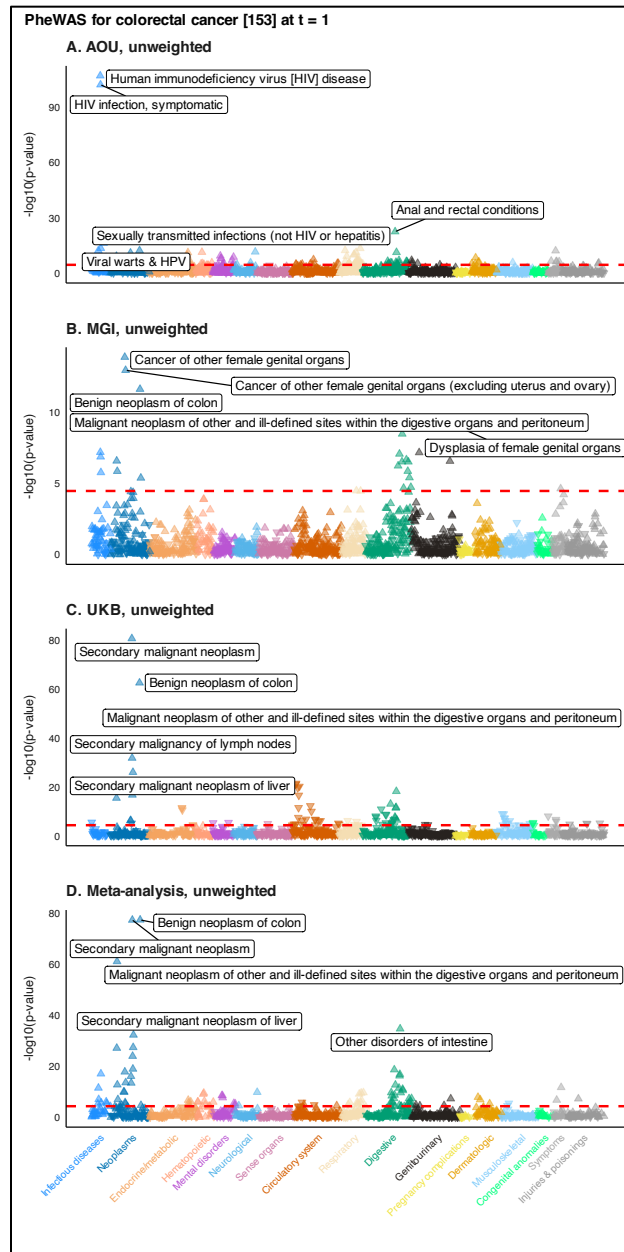 PheWAS for colorectal cancer [153] at t = 1
A. AOU, unweighted
Human immunodeficiency virus [HIV] disease
HIV infection, symptomatic
Anal and rectal conditions
Sexually transmitted infections (not HIV or hepatitis)
Viral warts & HPV
-log10(p-value)
90
60
30
0
B. MGI, unweighted
Cancer of other female genital organs
Cancer of other female genital organs (excluding uterus and ovary)
Benign neoplasm of colon
Malignant neoplasm of other and ill-defined sites within the digestive organs and peritoneum
Dysplasia of female genital organs
-log10(p-value)
10
5
0
C. UKB, unweighted
Secondary malignant neoplasm
Benign neoplasm of colon
Malignant neoplasm of other and ill-defined sites within the digestive organs and peritoneum
Secondary malignancy of lymph nodes
Secondary malignant neoplasm of liver
-log10(p-value)
80
60
40
20
0
D. Meta-analysis, unweighted
Benign neoplasm of colon
Secondary malignant neoplasm
Malignant neoplasm of other and ill-defined sites within the digestive organs and peritoneum
Secondary malignant neoplasm of liver
Other disorders of intestine
-log10(p-value)
80
60
40
20
0
Infectious diseases
Neoplasms
Endocrine/metabolic
Hematopoietic
Mental disorders
Neurological
Sense organs
Circulatory system
Respiratory
Digestive
Genitourinary
Pregnancy complications
Dermatologic
Musculoskeletal
Congenital anomalies
Symptoms
Injuries & poisonings